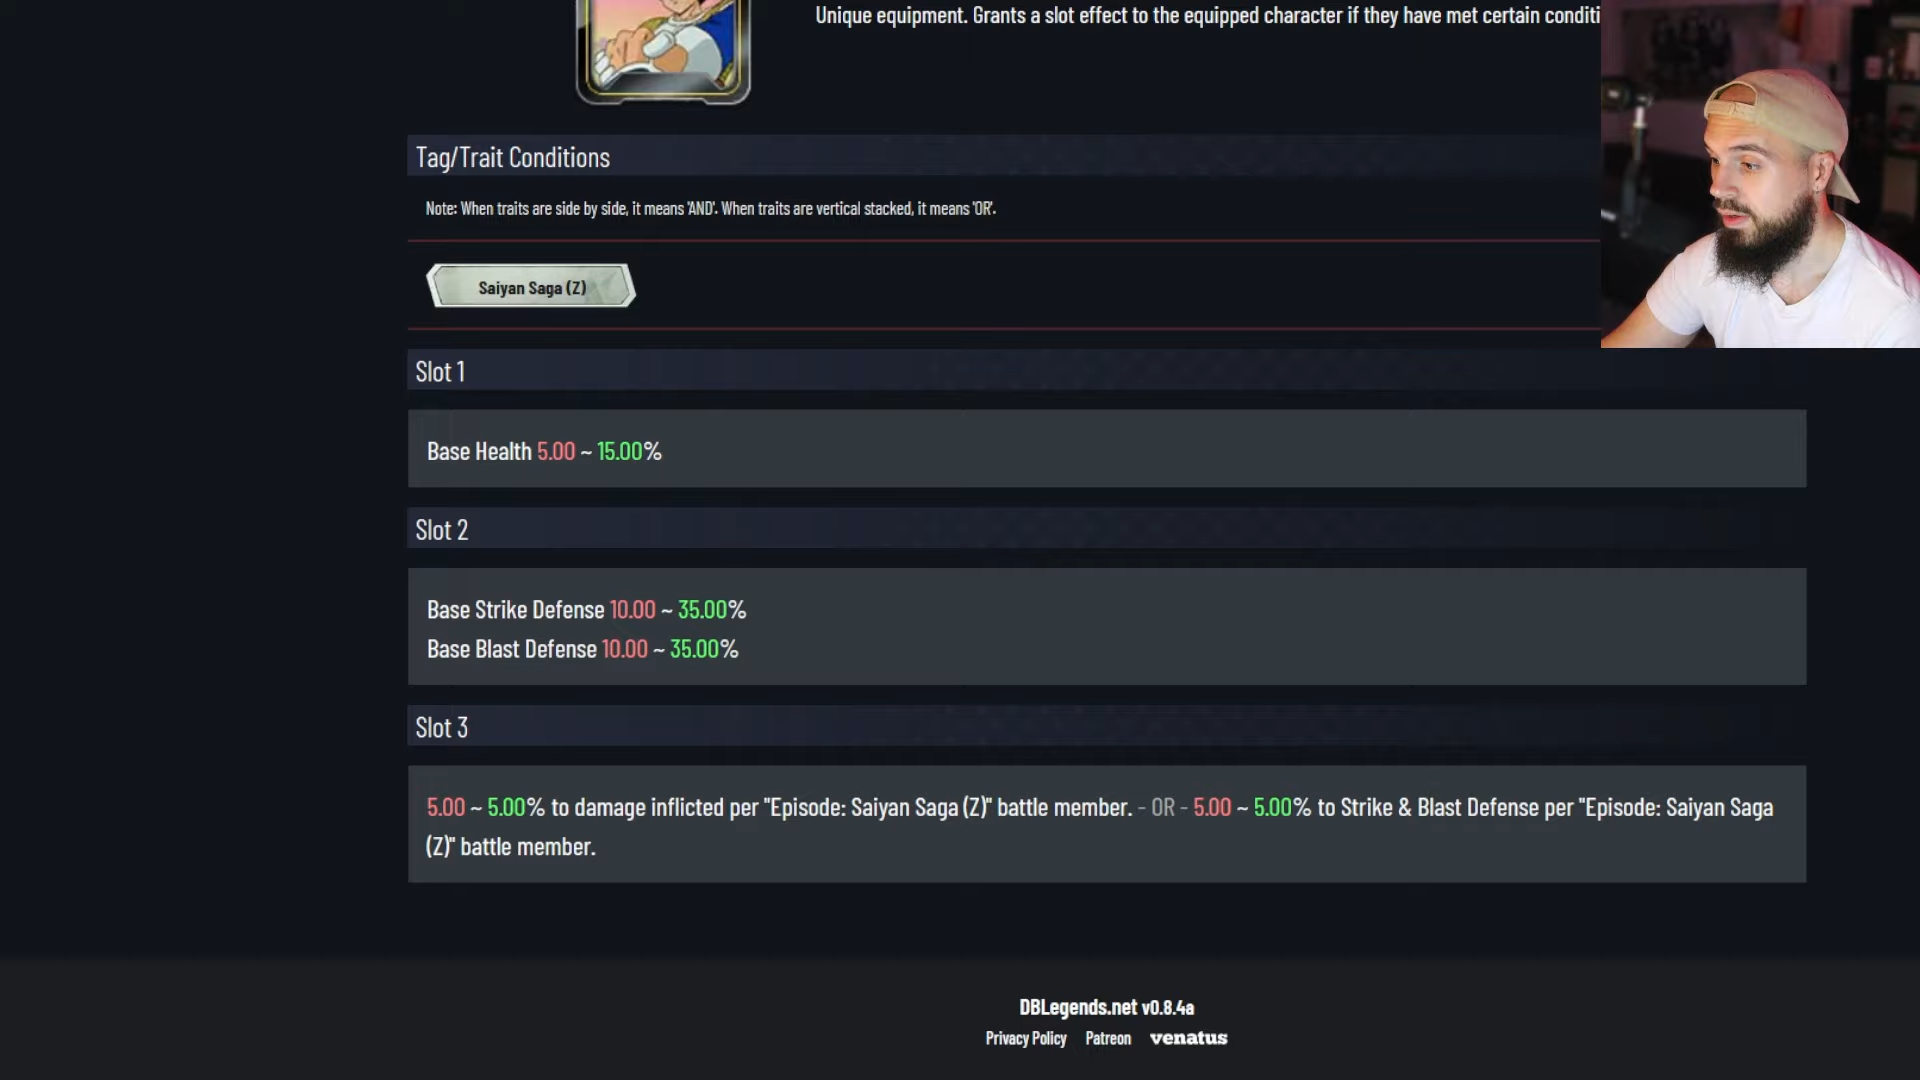 Unique equipment. Grants a slot effect to the equipped character if they have met certain conditi
Tag/Trait Conditions
Note: When traits are side by side, it means 'AND'. When traits are vertical stacked, it means 'OR'.
Saiyan Saga (Z)
Slot 1
Base Health 5.00 ~ 15.00%
Slot 2
Base Strike Defense 10.00 ~ 35.00%
Base Blast Defense 10.00 ~ 35.00%
Slot 3
5.00 ~ 5.00% to damage inflicted per "Episode: Saiyan Saga (Z)" battle member. - OR - 5.00 ~ 5.00% to Strike & Blast Defense per "Episode: Saiyan Saga
(Z)" battle member.
DBLegends.net v0.8.4a
Privacy Policy Patreon venatus